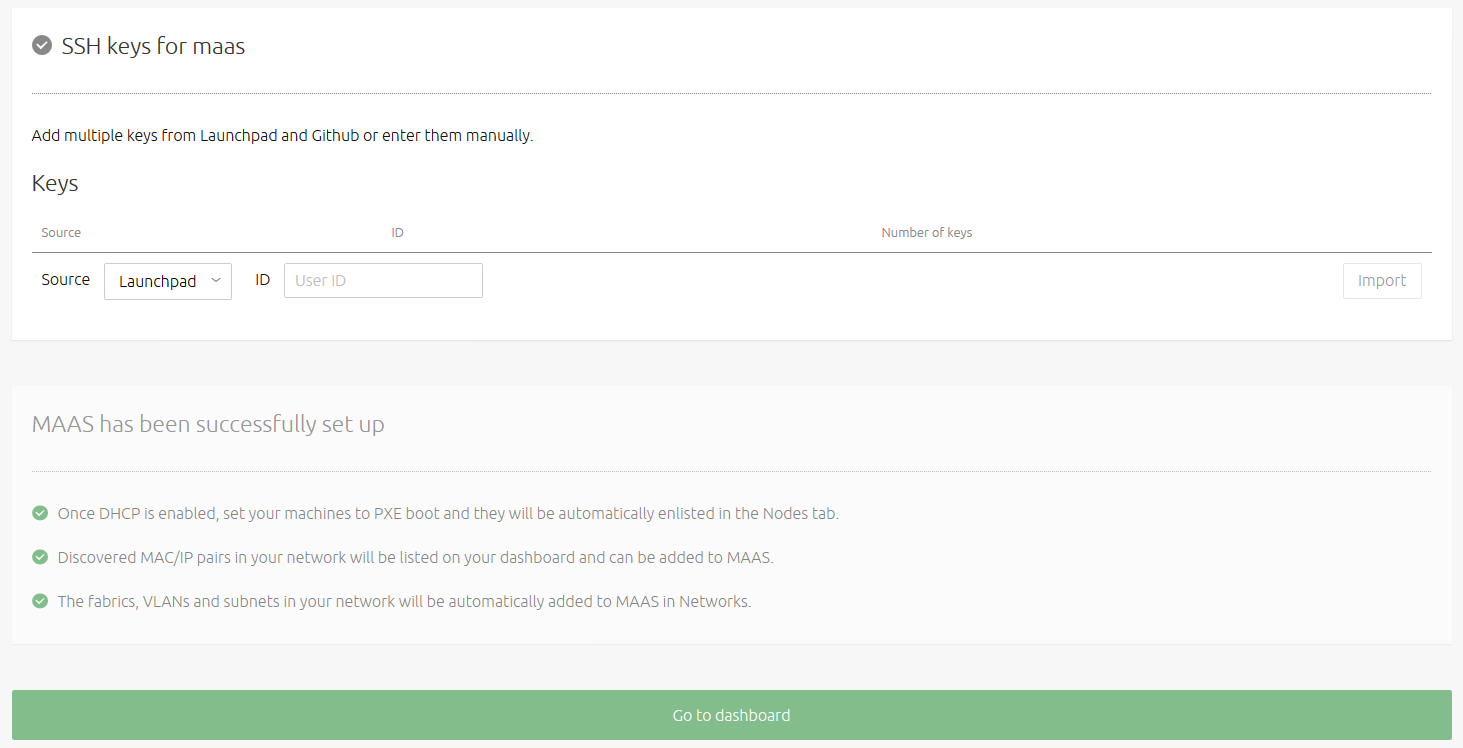 SSH keys for maas
Add multiple keys from Launchpad and Github or enter them manually.
Keys
Source ID Number of keys
Source Launchpad ID User ID Import
MAAS has been successfully set up
Once DHCP is enabled, set your machines to PXE boot and they will be automatically enlisted in the Nodes tab.
Discovered MAC/IP pairs in your network will be listed on your dashboard and can be added to MAAS.
The fabrics, VLANs and subnets in your network will be automatically added to MAAS in Networks.
Go to dashboard